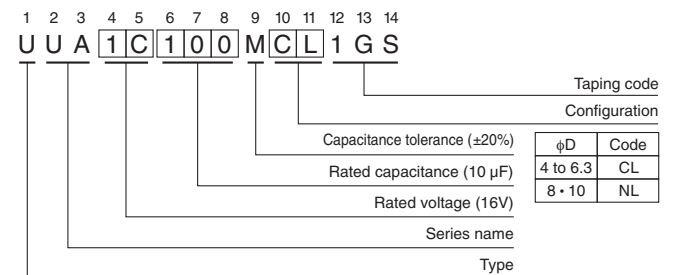 1 2 3 4 5 6 7 8 9 10 11 12 13 14
U U A 1 C 1 0 0 M C L 1 G S
Taping code
Configuration
Capacitance tolerance (±20%)
Rated capacitance (10 µF)
Rated voltage (16V)
Series name
Type
ϕD Code
4 to 6.3 CL
8 • 10 NL